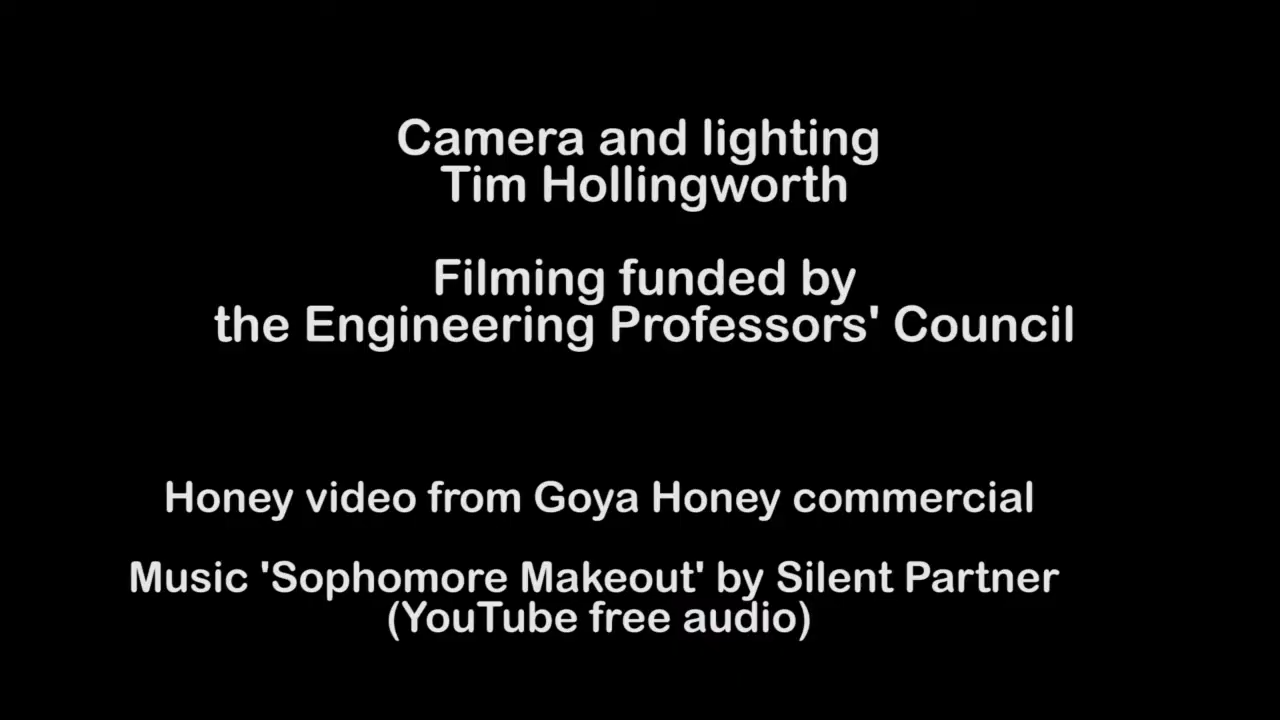 Camera and lighting
Tim Hollingworth
Filming funded by
the Engineering Professors' Council
Honey video from Goya Honey commercial
Music 'Sophomore Makeout' by Silent Partner
(YouTube free audio)